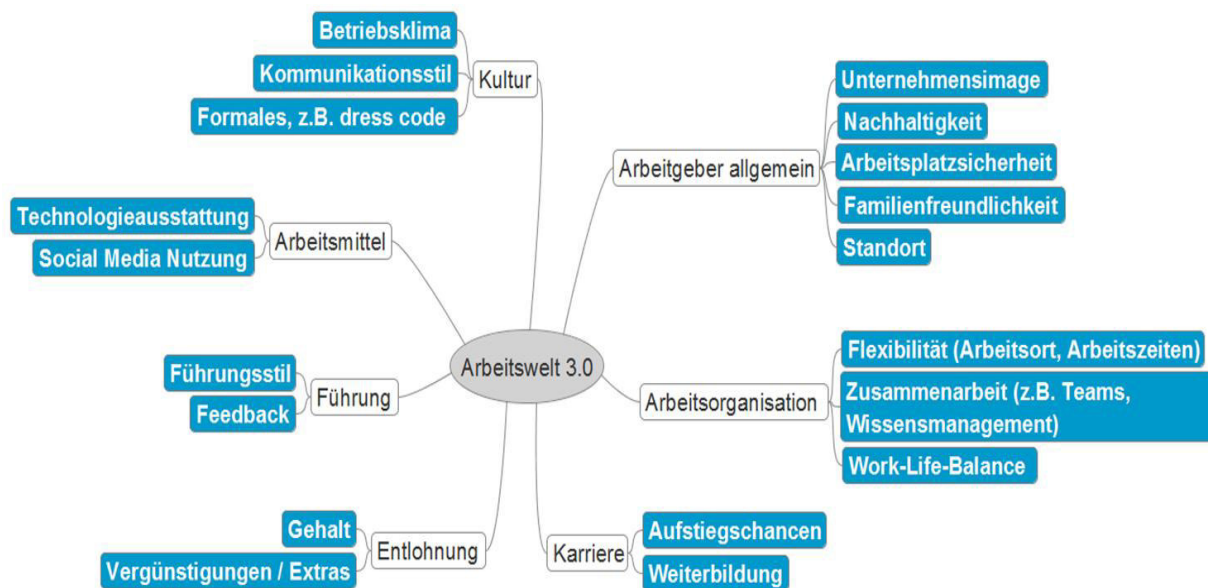 Betriebsklima
Kommunikationsstil
Formales, z.B. dress code
Kultur
Unternehmensimage
Nachhaltigkeit
Arbeitsplatzsicherheit
Familienfreundlichkeit
Standort
Arbeitgeber allgemein
Technologieausstattung
Social Media Nutzung
Arbeitsmittel
Arbeitswelt 3.0
Führungsstil
Feedback
Führung
Flexibilität (Arbeitsort, Arbeitszeiten)
Zusammenarbeit (z.B. Teams,
Wissensmanagement)
Work-Life-Balance
Arbeitsorganisation
Gehalt
Vergünstigungen / Extras
Entlohnung
Karriere
Aufstiegschancen
Weiterbildung